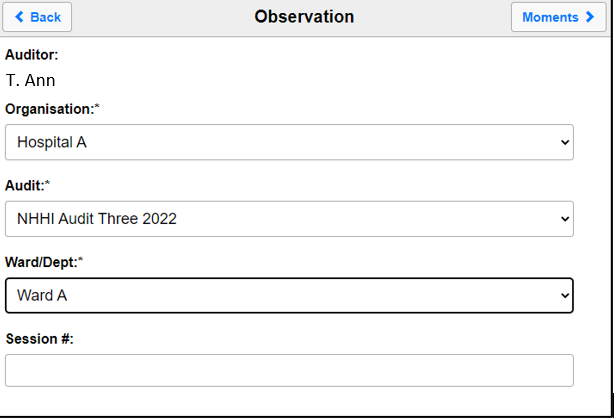 Back Observation Moments
Auditor:
T. Ann
Organisation:*
Hospital A
Audit:*
NHHI Audit Three 2022
Ward/Dept:*
Ward A
Session #: